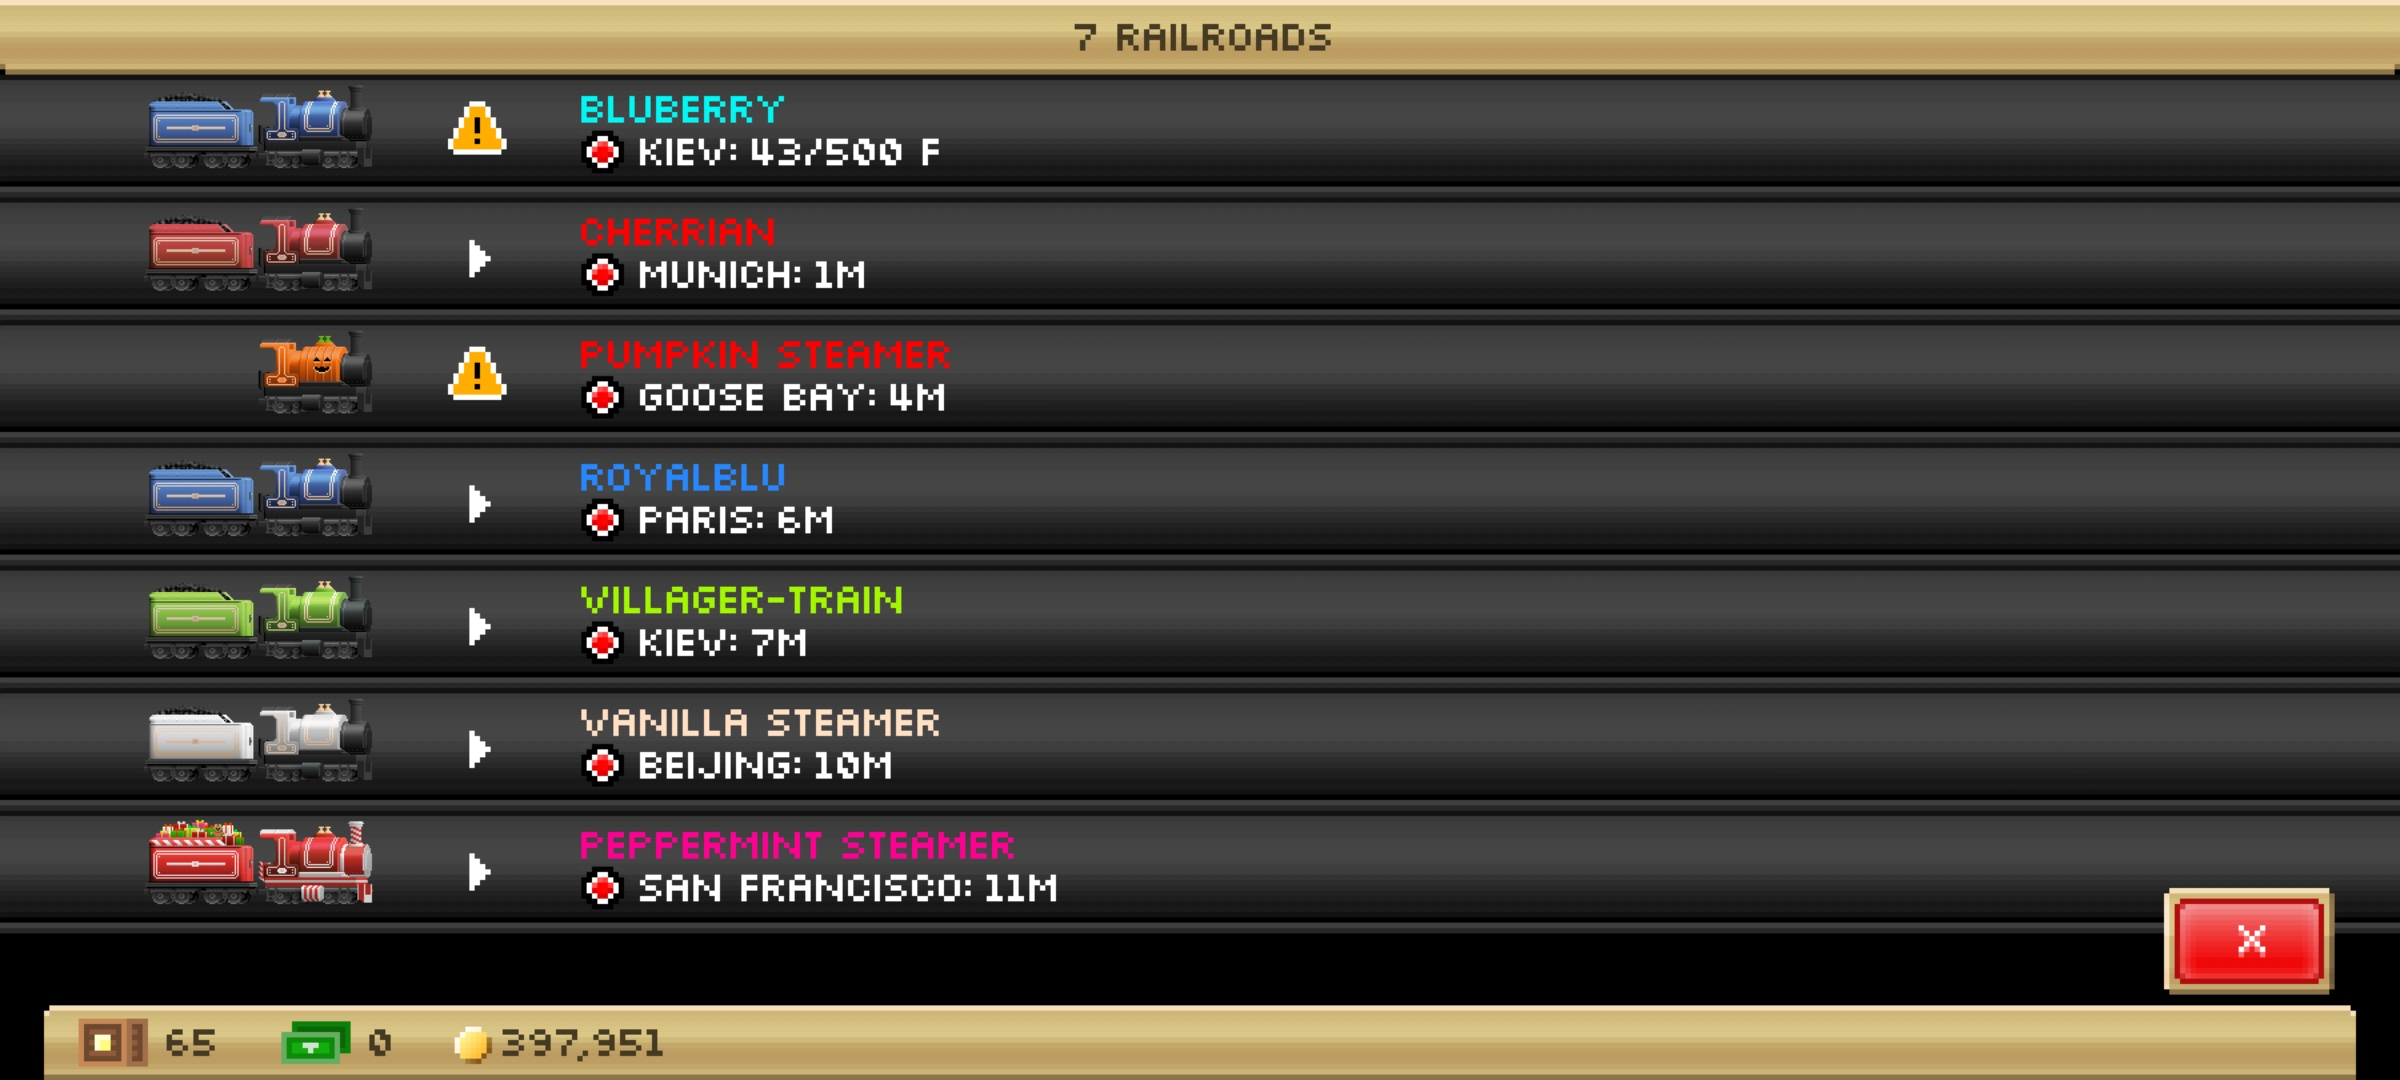 7 RAILROADS
BLUBERRY
KIEV: 43/500 F
CHERRIAN
MUNICH: 1M
PUMPKIN STEAMER
GOOSE BAY: 4M
ROYALBLU
PARIS: 6M
VILLAGER-TRAIN
KIEV: 7M
VANILLA STEAMER
BEIJING: 10M
PEPPERMINT STEAMER
SAN FRANCISCO: 11M
X
65 0 397,951